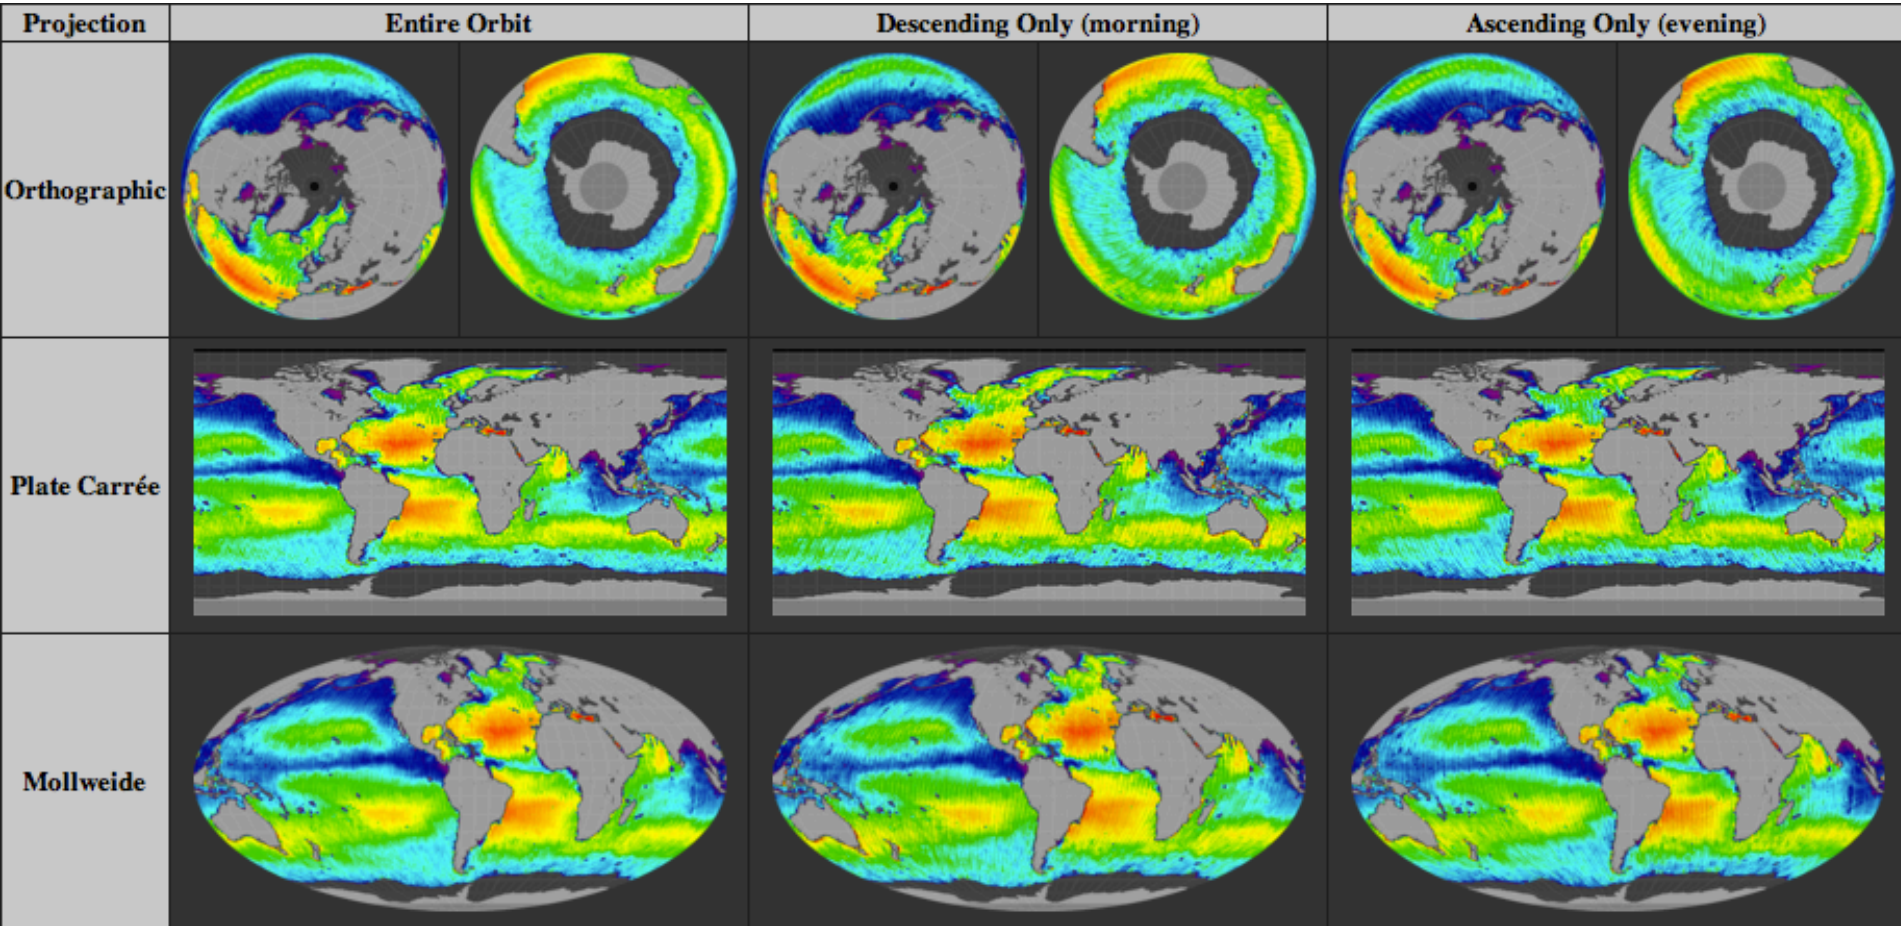 Projection
Entire Orbit
Descending Only (morning)
Ascending Only (evening)
Orthographic
Plate Carrée
Mollweide